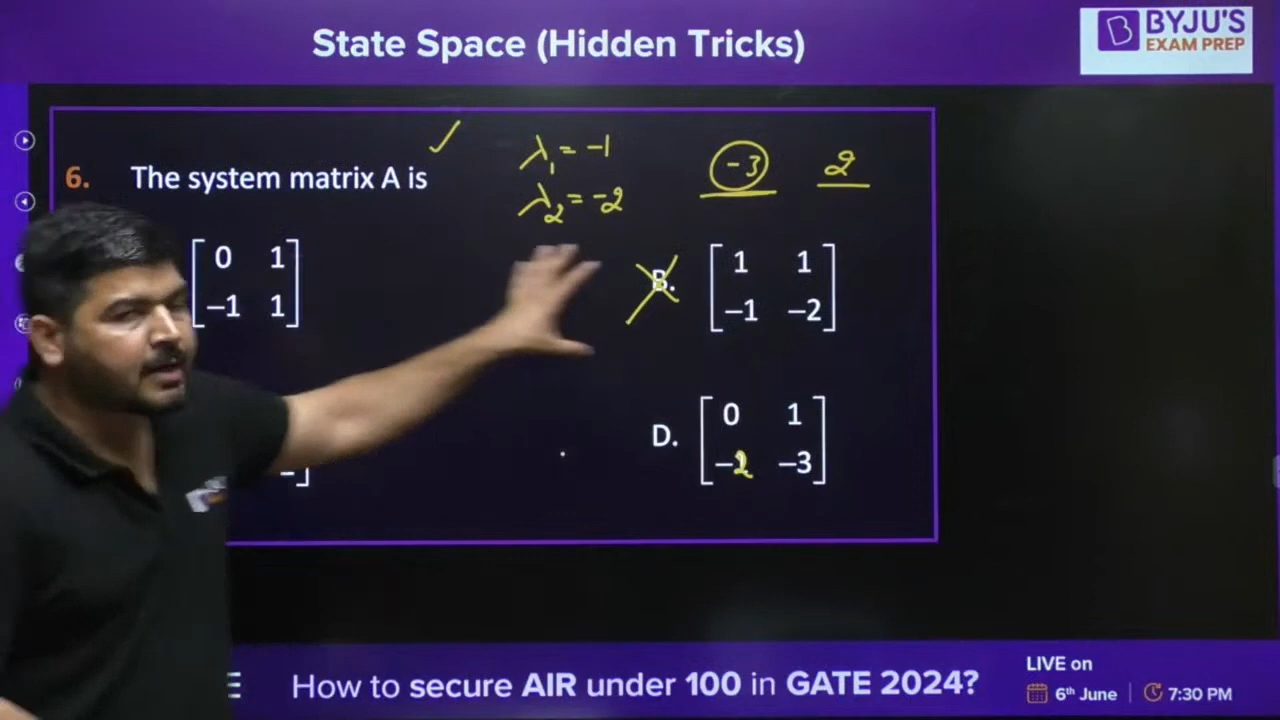 State Space (Hidden Tricks)
BYJU'S
EXAM PREP
6. The system matrix A is
✓
λ₁ = -1
λ₂ = -2
-3
2
0 1
-1 1
B.
1 1
-1 -2
D.
0 1
-2 -3
How to secure AIR under 100 in GATE 2024?
LIVE on
6th June | 7:30 PM